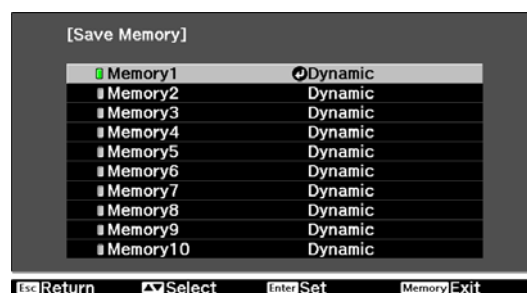 [Save Memory]
Memory1 Dynamic
Memory2 Dynamic
Memory3 Dynamic
Memory4 Dynamic
Memory5 Dynamic
Memory6 Dynamic
Memory7 Dynamic
Memory8 Dynamic
Memory9 Dynamic
Memory10 Dynamic
Esc Return Select Enter Set Memory Exit